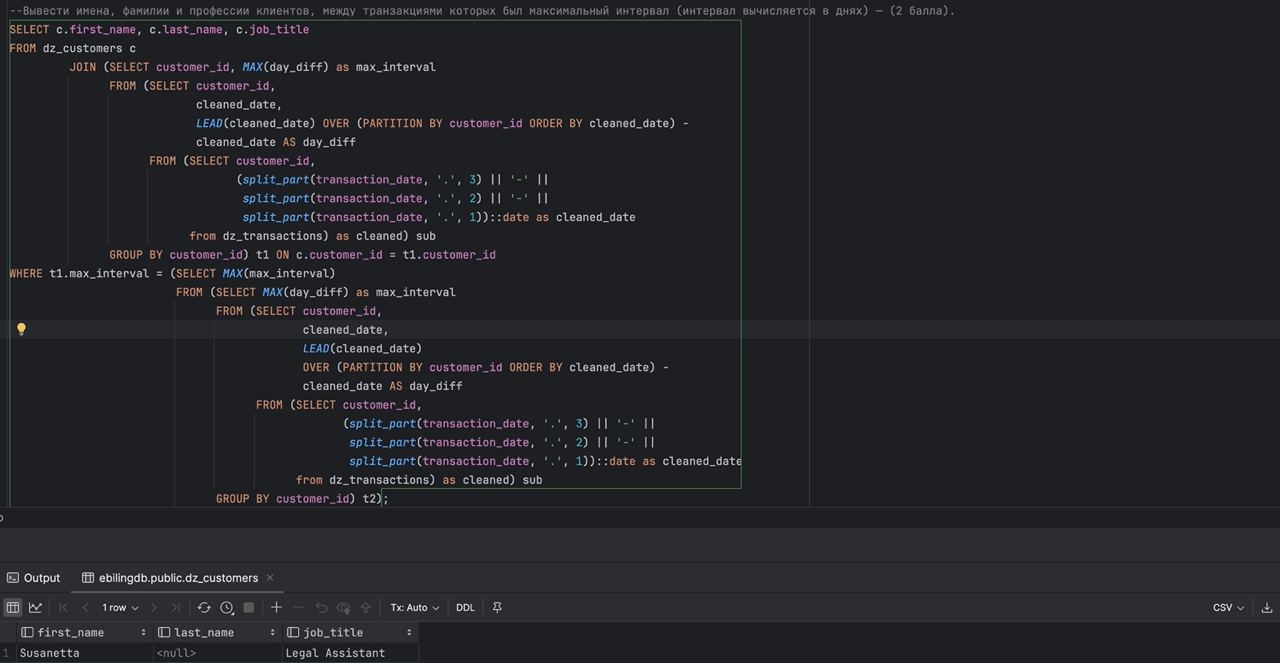 --Вывести имена, фамилии и профессии клиентов, между транзакциями которых был максимальный интервал (интервал вычисляется в днях) — (2 балла).
SELECT c.first_name, c.last_name, c.job_title
FROM dz_customers c
JOIN (SELECT customer_id, MAX(day_diff) as max_interval
FROM (SELECT customer_id,
cleaned_date,
LEAD(cleaned_date) OVER (PARTITION BY customer_id ORDER BY cleaned_date) -
cleaned_date AS day_diff
FROM (SELECT customer_id,
(split_part(transaction_date, '.', 3) || '-' ||
split_part(transaction_date, '.', 2) || '-' ||
split_part(transaction_date, '.', 1))::date as cleaned_date
from dz_transactions) as cleaned) sub
GROUP BY customer_id) t1 ON c.customer_id = t1.customer_id
WHERE t1.max_interval = (SELECT MAX(max_interval)
FROM (SELECT MAX(day_diff) as max_interval
FROM (SELECT customer_id,
cleaned_date,
LEAD(cleaned_date)
OVER (PARTITION BY customer_id ORDER BY cleaned_date) -
cleaned_date AS day_diff
FROM (SELECT customer_id,
(split_part(transaction_date, '.', 3) || '-' ||
split_part(transaction_date, '.', 2) || '-' ||
split_part(transaction_date, '.', 1))::date as cleaned_date
from dz_transactions) as cleaned) sub
GROUP BY customer_id) t2);
Output ebilingdb.public.dz_customers
1 row Tx: Auto DDL CSV
first_name last_name job_title
1 Susanetta <null> Legal Assistant